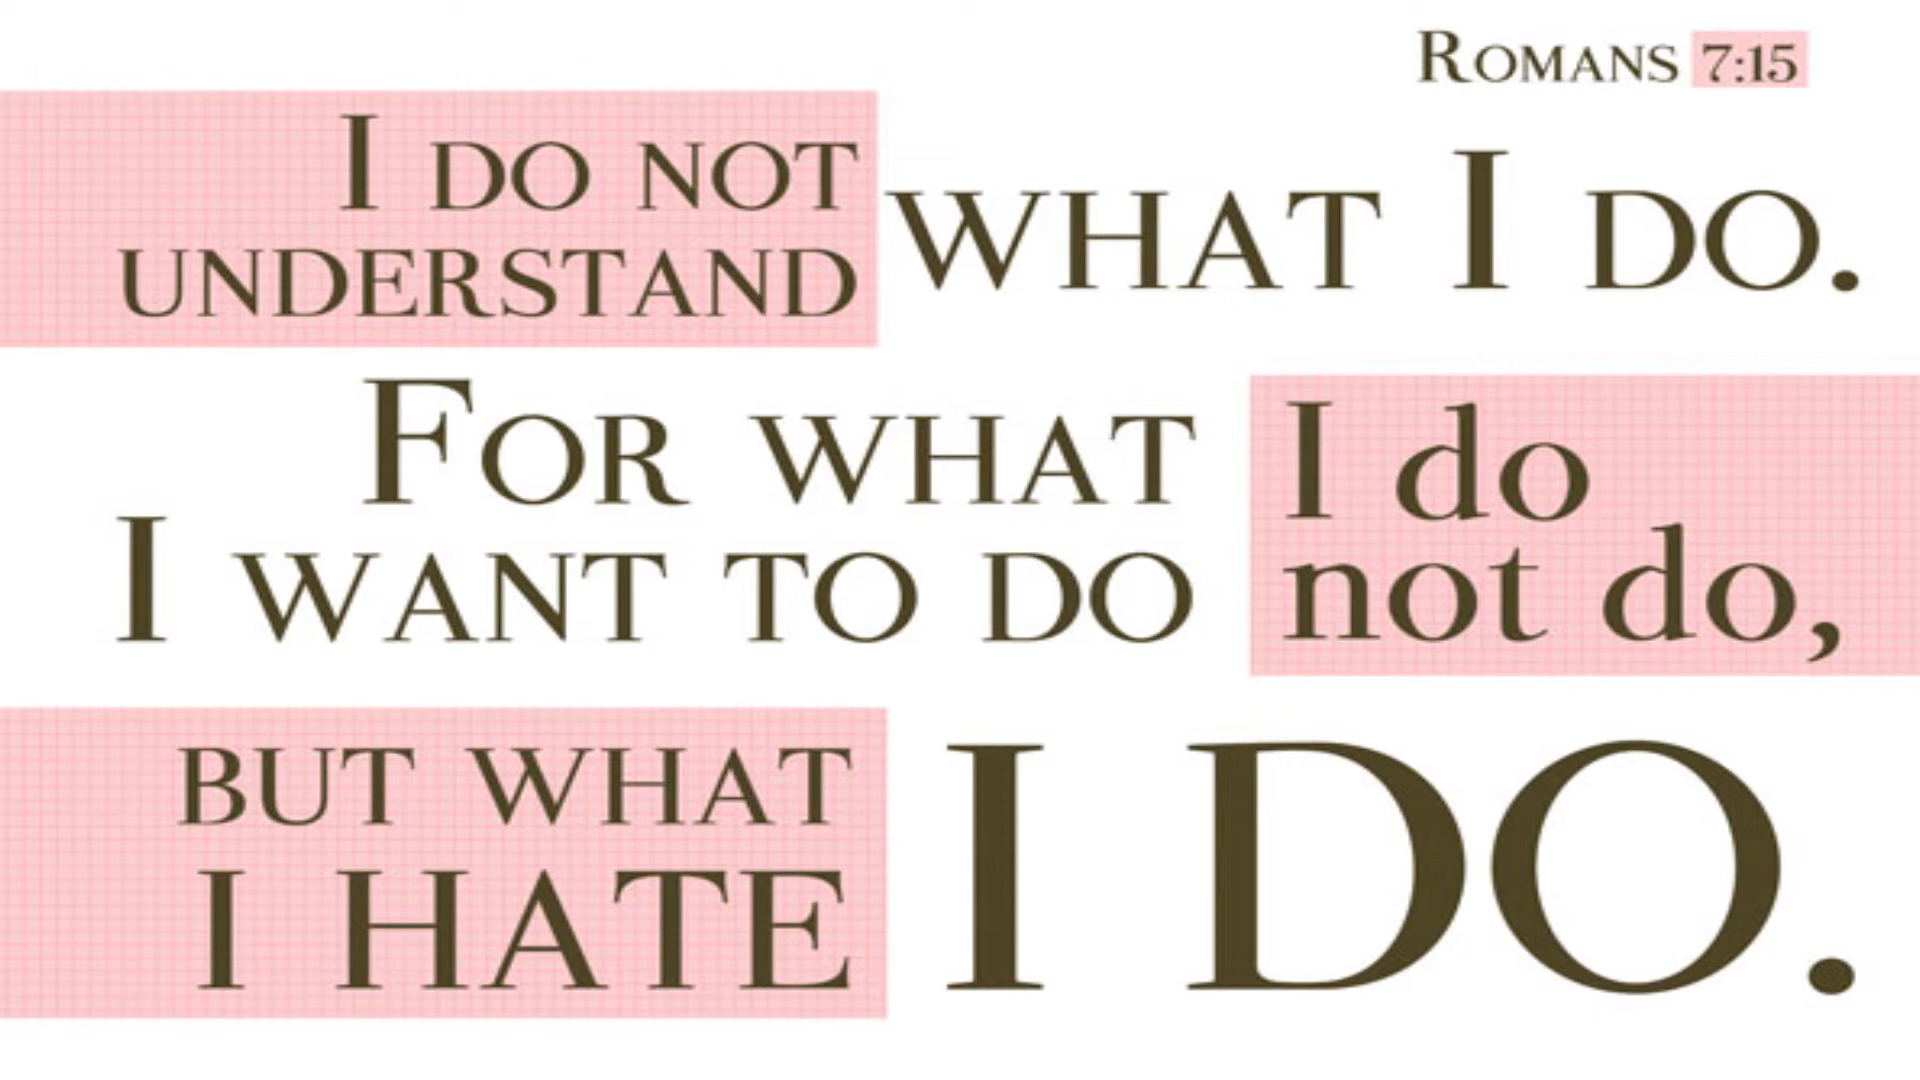 Romans 7:15
I do not
understand what I do.
For what
I want to do I do
not do,
but what
I hate I DO.